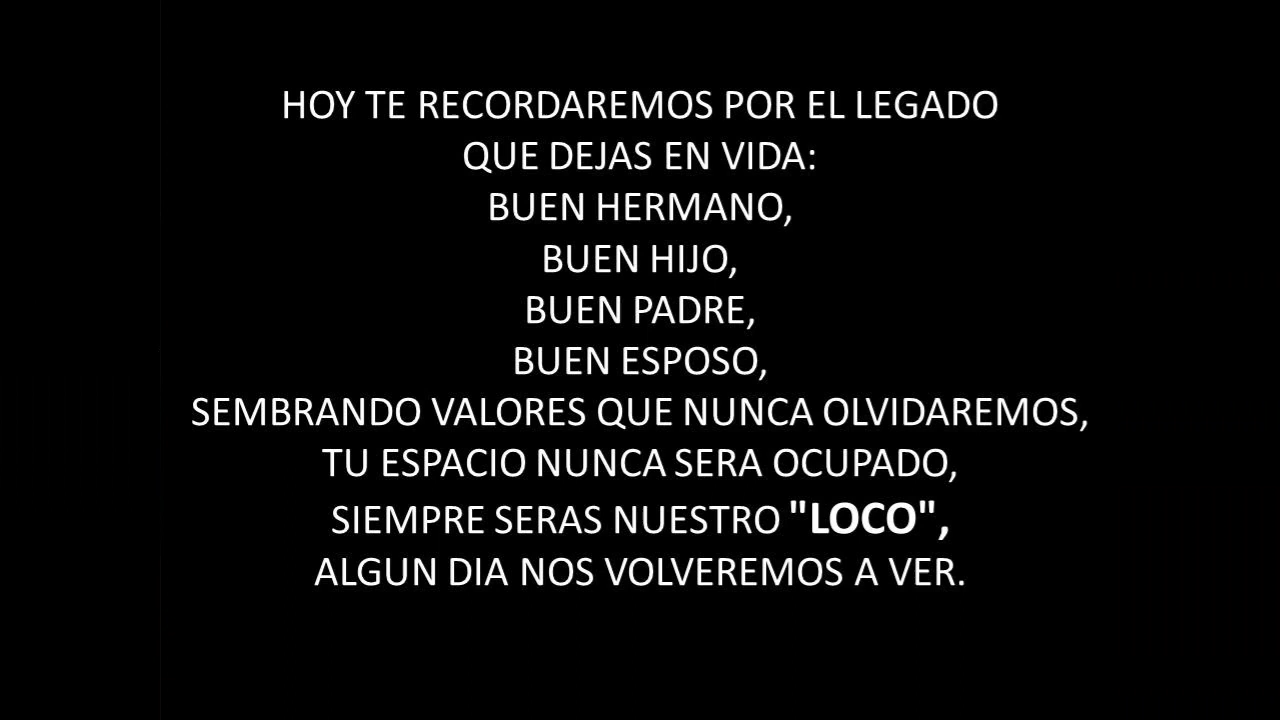 HOY TE RECORDAREMOS POR EL LEGADO
QUE DEJAS EN VIDA:
BUEN HERMANO,
BUEN HIJO,
BUEN PADRE,
BUEN ESPOSO,
SEMBRANDO VALORES QUE NUNCA OLVIDAREMOS,
TU ESPACIO NUNCA SERA OCUPADO,
SIEMPRE SERAS NUESTRO "LOCO",
ALGUN DIA NOS VOLVEREMOS A VER.